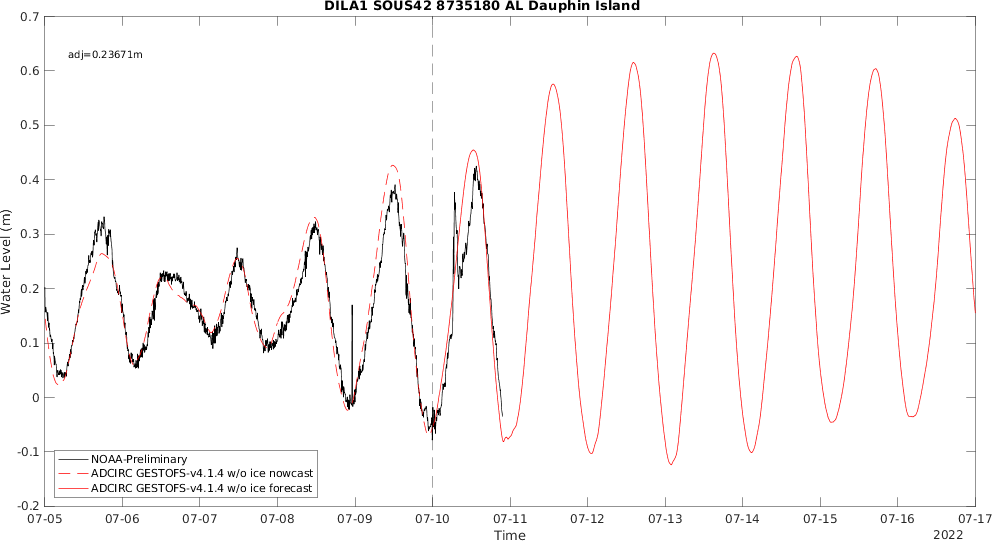 DILA1 SOUS42 8735180 AL Dauphin Island
adj=0.23671m
0.7
0.6
0.5
0.4
0.3
0.2
0.1
0
-0.1
-0.2
Water Level (m)
NOAA-Preliminary
ADCIRC GESTOFS-v4.1.4 w/o ice nowcast
ADCIRC GESTOFS-v4.1.4 w/o ice forecast
07-05 07-06 07-07 07-08 07-09 07-10 07-11 07-12 07-13 07-14 07-15 07-16 07-17
Time
2022